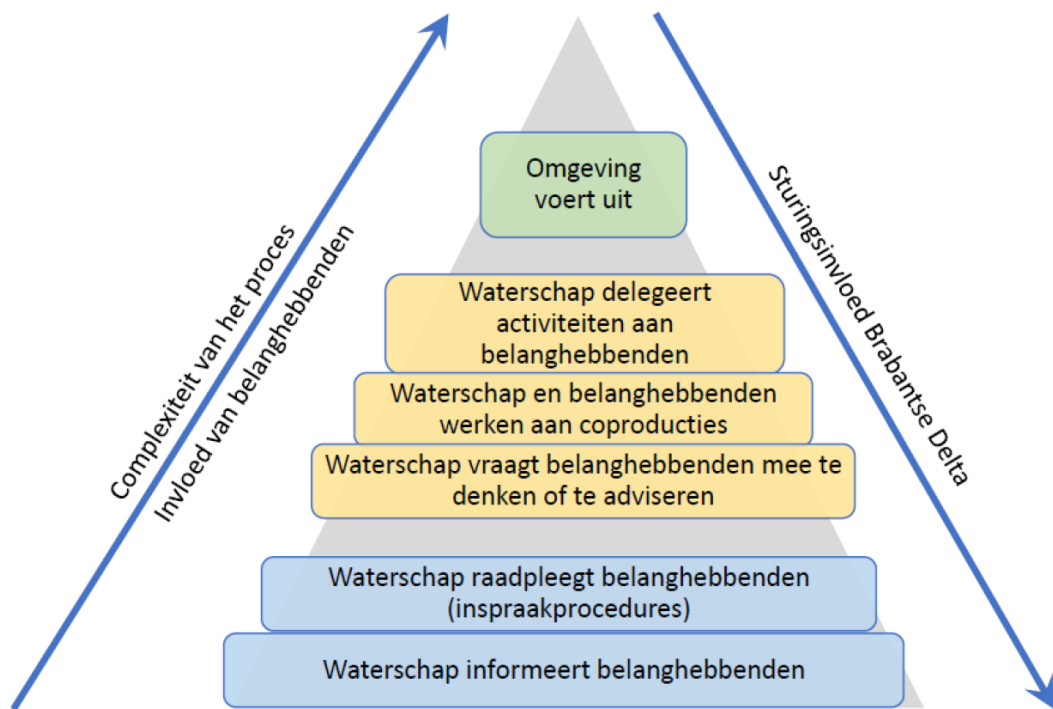 Complexiteit van het proces
Invloed van belanghebbenden
Sturingsinvloed Brabantse Delta
Omgeving
voert uit
Waterschap delegeert
activiteiten aan
belanghebbenden
Waterschap en belanghebbenden
werken aan coproducties
Waterschap vraagt belanghebbenden mee te
denken of te adviseren
Waterschap raadpleegt belanghebbenden
(inspraakprocedures)
Waterschap informeert belanghebbenden